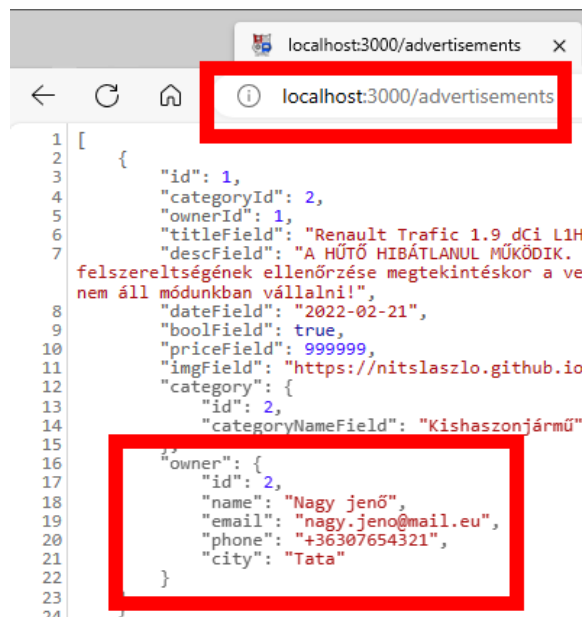 localhost:3000/advertisements
localhost:3000/advertisements
1 [
2 {
3 "id": 1,
4 "categoryId": 2,
5 "ownerId": 1,
6 "titleField": "Renault Trafic 1.9 dCi L1H
7 "descField": "A HŰTŐ HIBÁTLANUL MŰKÖDIK.
felszereltségének ellenőrzése megtekintéskor a ve
nem áll módunkban vállalni!",
8 "dateField": "2022-02-21",
9 "boolField": true,
10 "priceField": 999999,
11 "imgField": "https://nitslaszlo.github.io
12 "category": {
13 "id": 2,
14 "categoryNameField": "Kishaszonjármű"
15 },
16 "owner": {
17 "id": 2,
18 "name": "Nagy jenő",
19 "email": "nagy.jeno@mail.eu",
20 "phone": "+36307654321",
21 "city": "Tata"
22 }
23
24 {